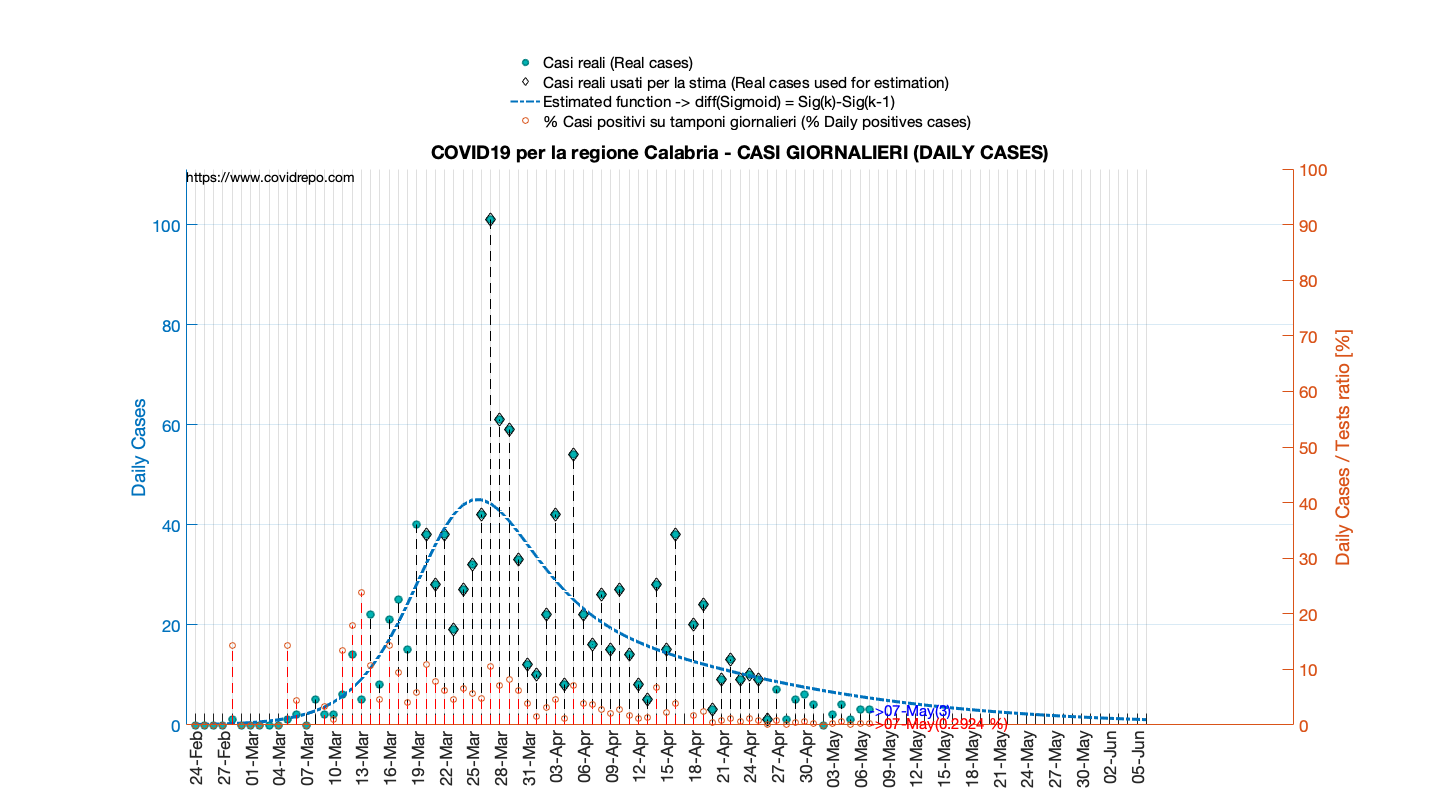 Casi reali (Real cases)
Casi reali usati per la stima (Real cases used for estimation)
Estimated function -> diff(Sigmoid) = Sig(k)-Sig(k-1)
% Casi positivi su tamponi giornalieri (% Daily positives cases)
COVID19 per la regione Calabria - CASI GIORNALIERI (DAILY CASES)
https://www.covidrepo.com
Daily Cases
100
80
60
40
20
0
100
90
80
70
60
50
40
30
20
10
0
Daily Cases / Tests ratio [%]
>07-May(3)
>07-May(0.2924 %)
24-Feb
27-Feb
01-Mar
04-Mar
07-Mar
10-Mar
13-Mar
16-Mar
19-Mar
22-Mar
25-Mar
28-Mar
31-Mar
03-Apr
06-Apr
09-Apr
12-Apr
15-Apr
18-Apr
21-Apr
24-Apr
27-Apr
30-Apr
03-May
06-May
09-May
12-May
15-May
18-May
21-May
24-May
27-May
30-May
02-Jun
05-Jun